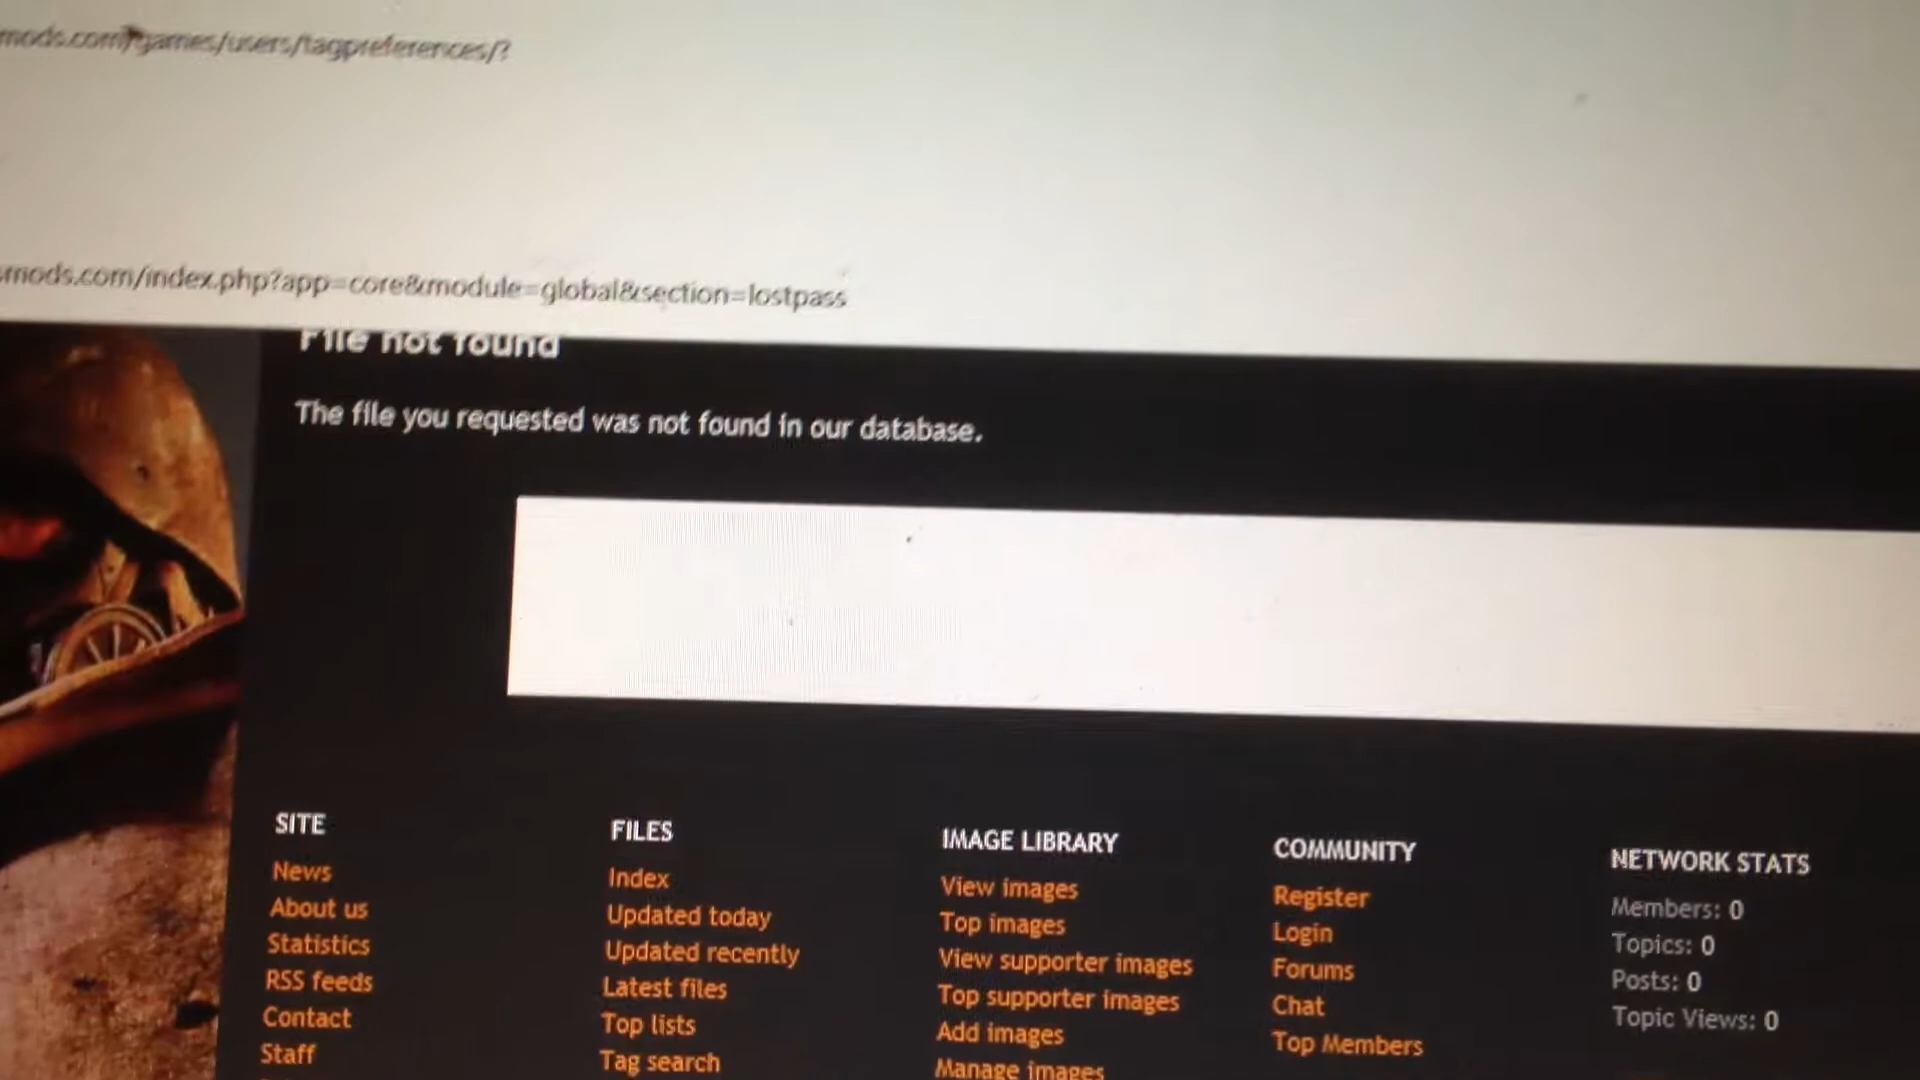 mods.com/games/users/tagpreferences/?
mods.com/index.php?app=core&module=global&section=lostpass
File not found
The file you requested was not found in our database.
SITE
News
About us
Statistics
RSS feeds
Contact
Staff
FILES
Index
Updated today
Updated recently
Latest files
Top lists
Tag search
IMAGE LIBRARY
View images
Top images
View supporter images
Top supporter images
Add images
Manage images
COMMUNITY
Register
Login
Forums
Chat
Top Members
NETWORK STATS
Members: 0
Topics: 0
Posts: 0
Topic Views: 0